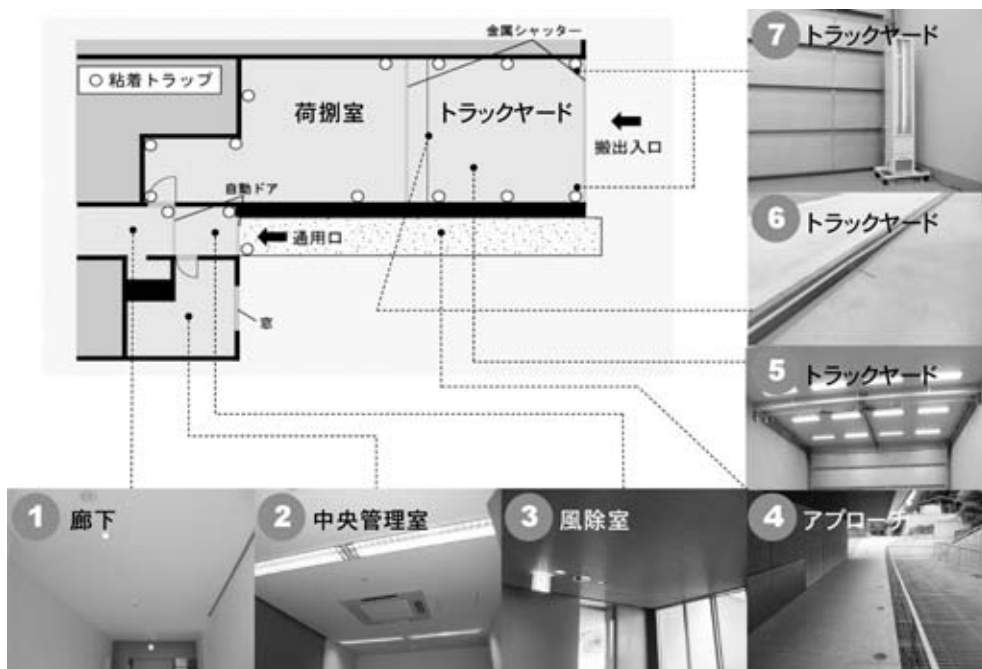 金属シャッター
○ 粘着トラップ
荷捌室
トラックヤード
搬出入口
自動ドア
通用口
窓
7 トラックヤード
6 トラックヤード
5 トラックヤード
1 廊下
2 中央管理室
3 風除室
4 アプローチ